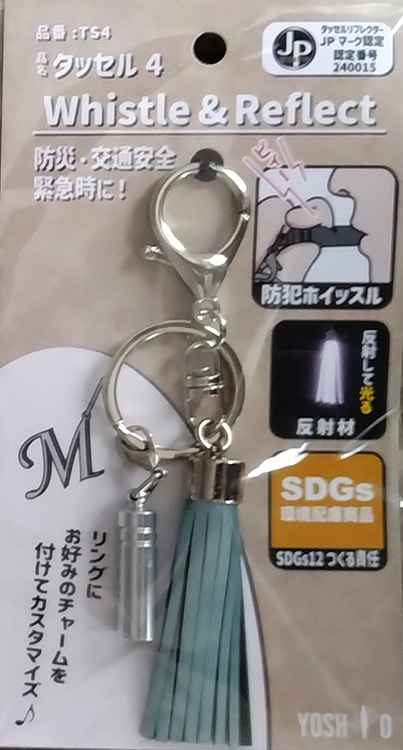 品番:TS4
品名 タッセル 4
JP
タッセルリフレクター
JP マーク認定
認定番号
240015
Whistle & Reflect
防災・交通安全
緊急時に!
ピーッ
防犯ホイッスル
反射して光る
反射材
SDGs
環境配慮商品
SDGs12 つくる責任
M
リングに
お好みのチャームを
付けてカスタマイズ♪